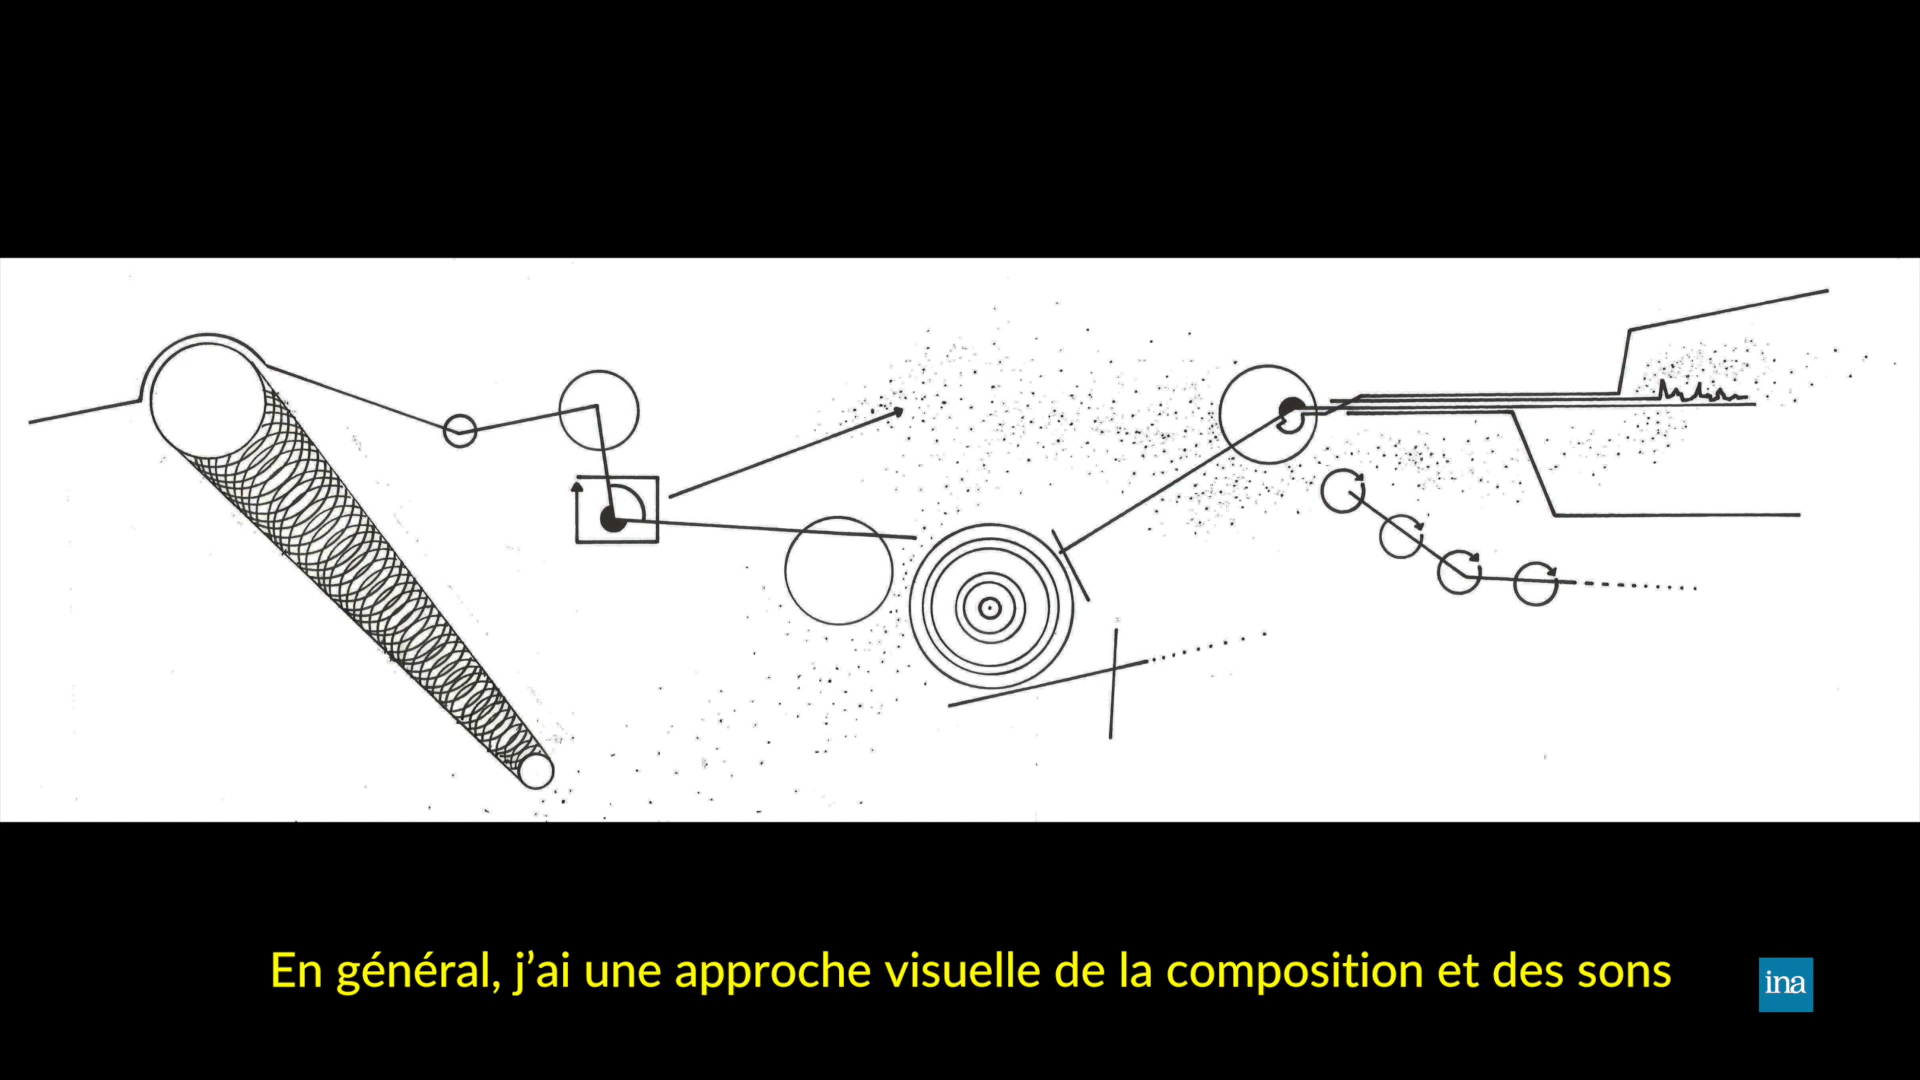 En général, j’ai une approche visuelle de la composition et des sons
ina